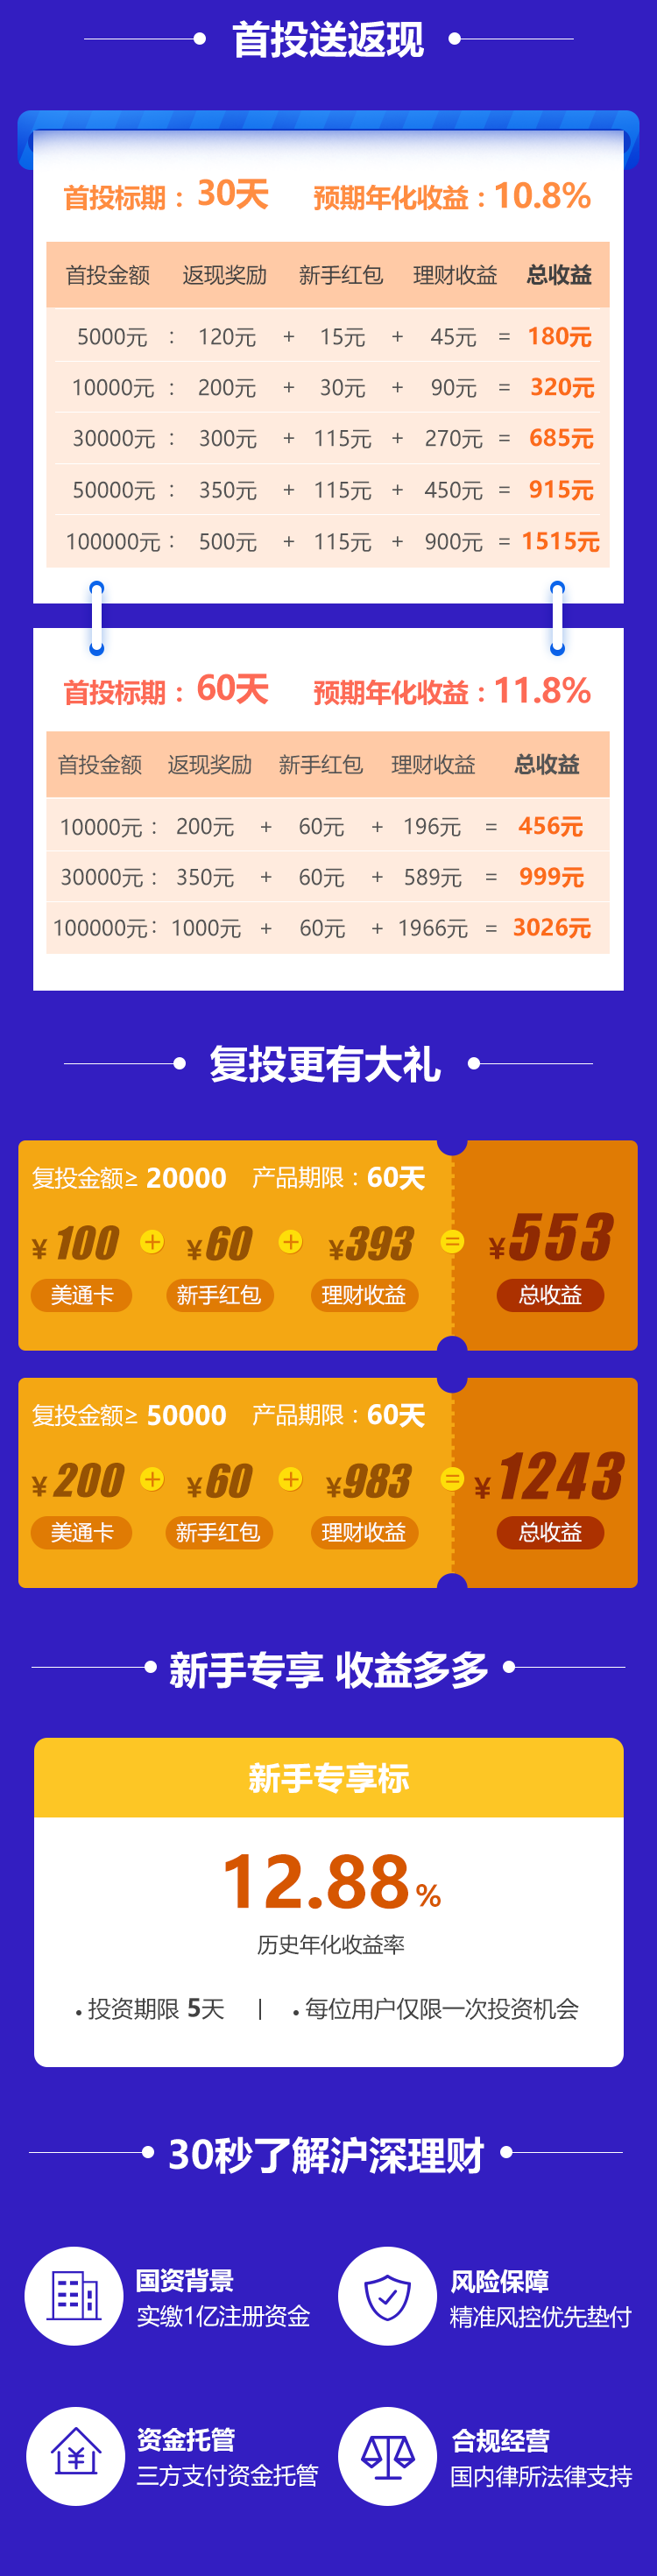 首投送返现
首投标期：30天 预期年化收益：10.8%
首投金额 返现奖励 新手红包 理财收益 总收益
5000元 ： 120元 + 15元 + 45元 = 180元
10000元 ： 200元 + 30元 + 90元 = 320元
30000元 ： 300元 + 115元 + 270元 = 685元
50000元 ： 350元 + 115元 + 450元 = 915元
100000元 ： 500元 + 115元 + 900元 = 1515元
首投标期：60天 预期年化收益：11.8%
首投金额 返现奖励 新手红包 理财收益 总收益
10000元 ： 200元 + 60元 + 196元 = 456元
30000元 ： 350元 + 60元 + 589元 = 999元
100000元 ： 1000元 + 60元 + 1966元 = 3026元
复投更有大礼
复投金额≥ 20000 产品期限：60天
¥100 + ¥60 + ¥393 = ¥553
美通卡 新手红包 理财收益 总收益
复投金额≥ 50000 产品期限：60天
¥200 + ¥60 + ¥983 = ¥1243
美通卡 新手红包 理财收益 总收益
新手专享 收益多多
新手专享标
12.88%
历史年化收益率
• 投资期限 5天 | • 每位用户仅限一次投资机会
30秒了解沪深理财
国资背景
实缴1亿注册资金
风险保障
精准风控优先垫付
资金托管
三方支付资金托管
合规经营
国内律所法律支持